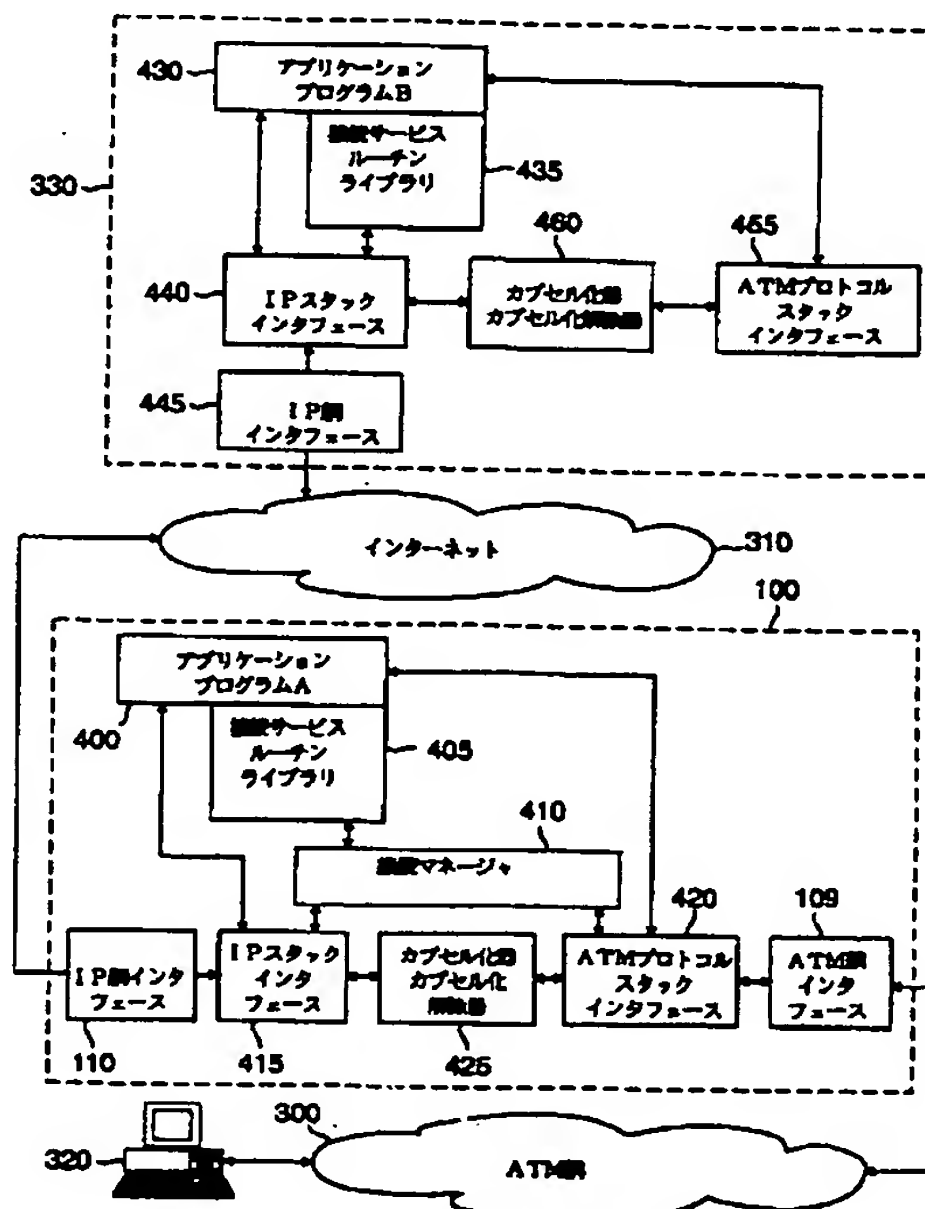 430
アプリケーション
プログラムB
接続サービス
ルーチン
ライブラリ
435
330
460
455
440
IPスタック
インタフェース
カプセル化器
カプセル化解除器
ATMプロトコル
スタック
インタフェース
445
IP網
インタフェース
インターネット
310
100
アプリケーション
プログラムA
400
接続サービス
ルーチン
ライブラリ
405
410
接続マネージャ
420
109
IP網インタ
フェース
IPスタック
インタ
フェース
カプセル化器
カプセル化
解除器
ATMプロトコル
スタック
インタフェース
ATM網
インタ
フェース
110
415
425
300
320
ATM網